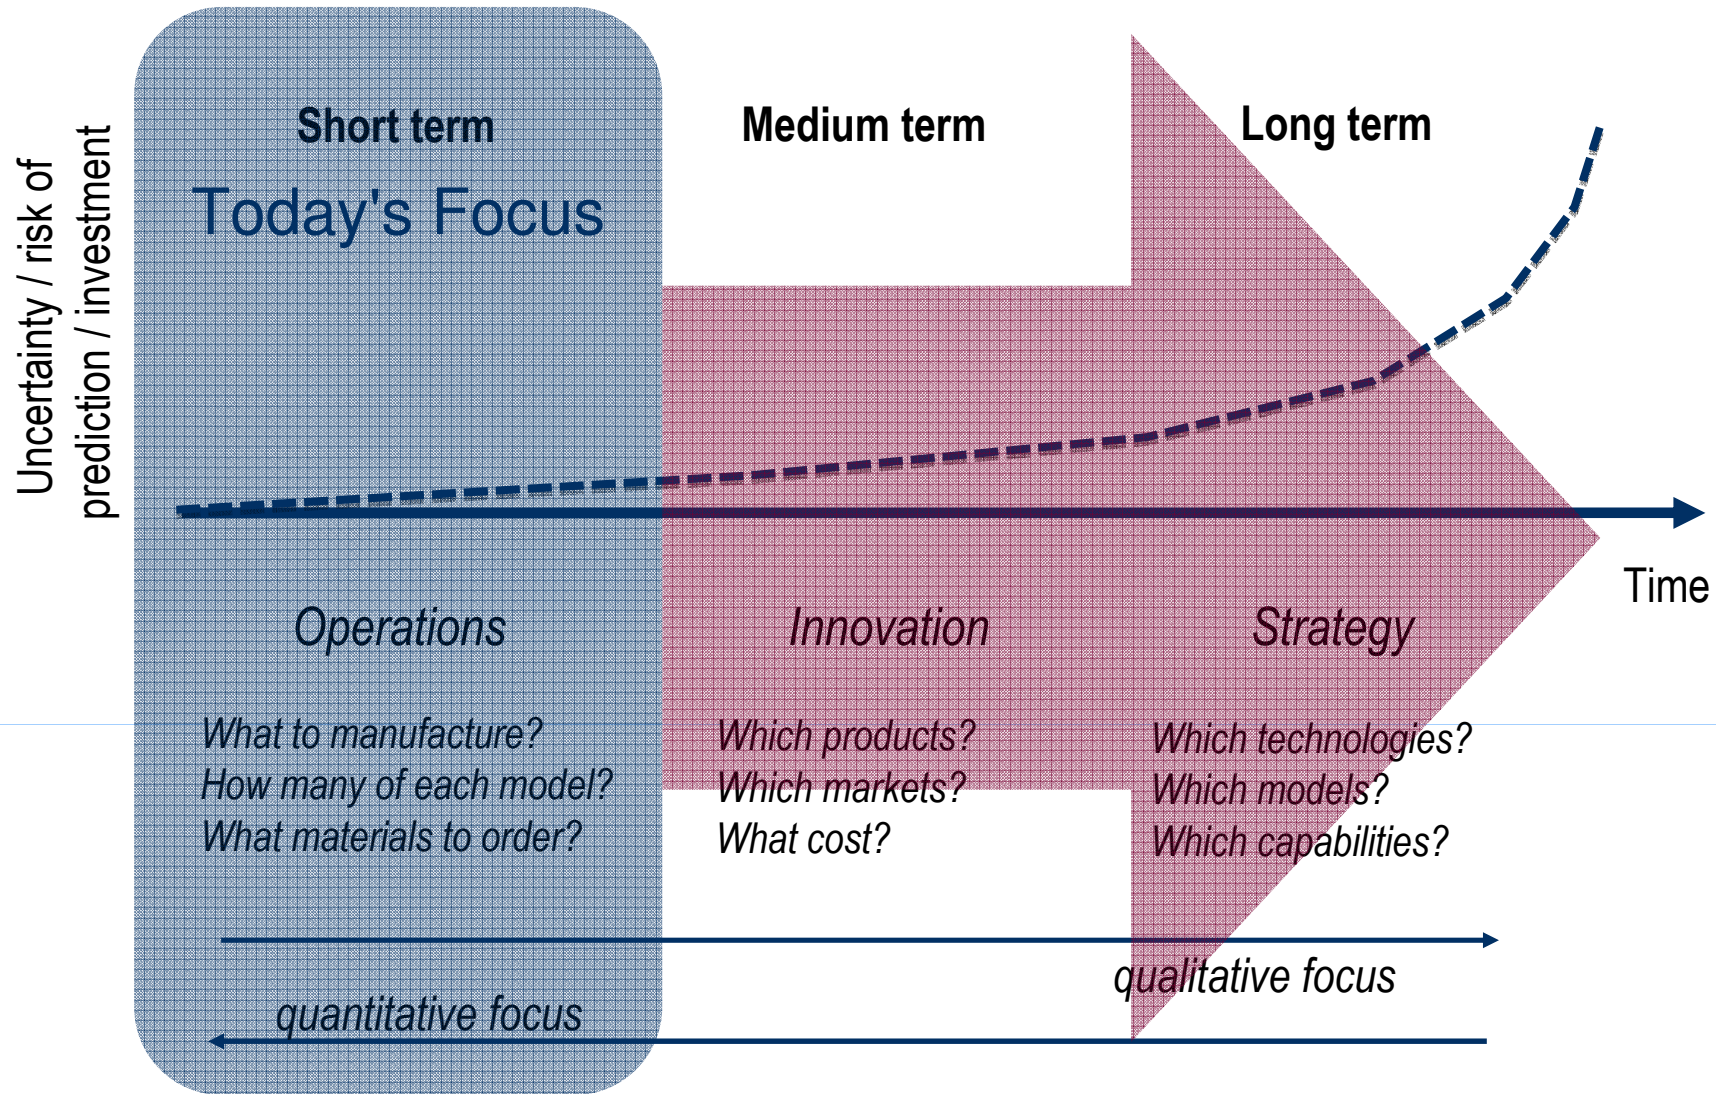 Uncertainty / risk of
prediction / investment
Short term
Medium term
Long term
Today's Focus
Time
Operations
Innovation
Strategy
What to manufacture?
How many of each model?
What materials to order?
Which products?
Which markets?
What cost?
Which technologies?
Which models?
Which capabilities?
qualitative focus
quantitative focus